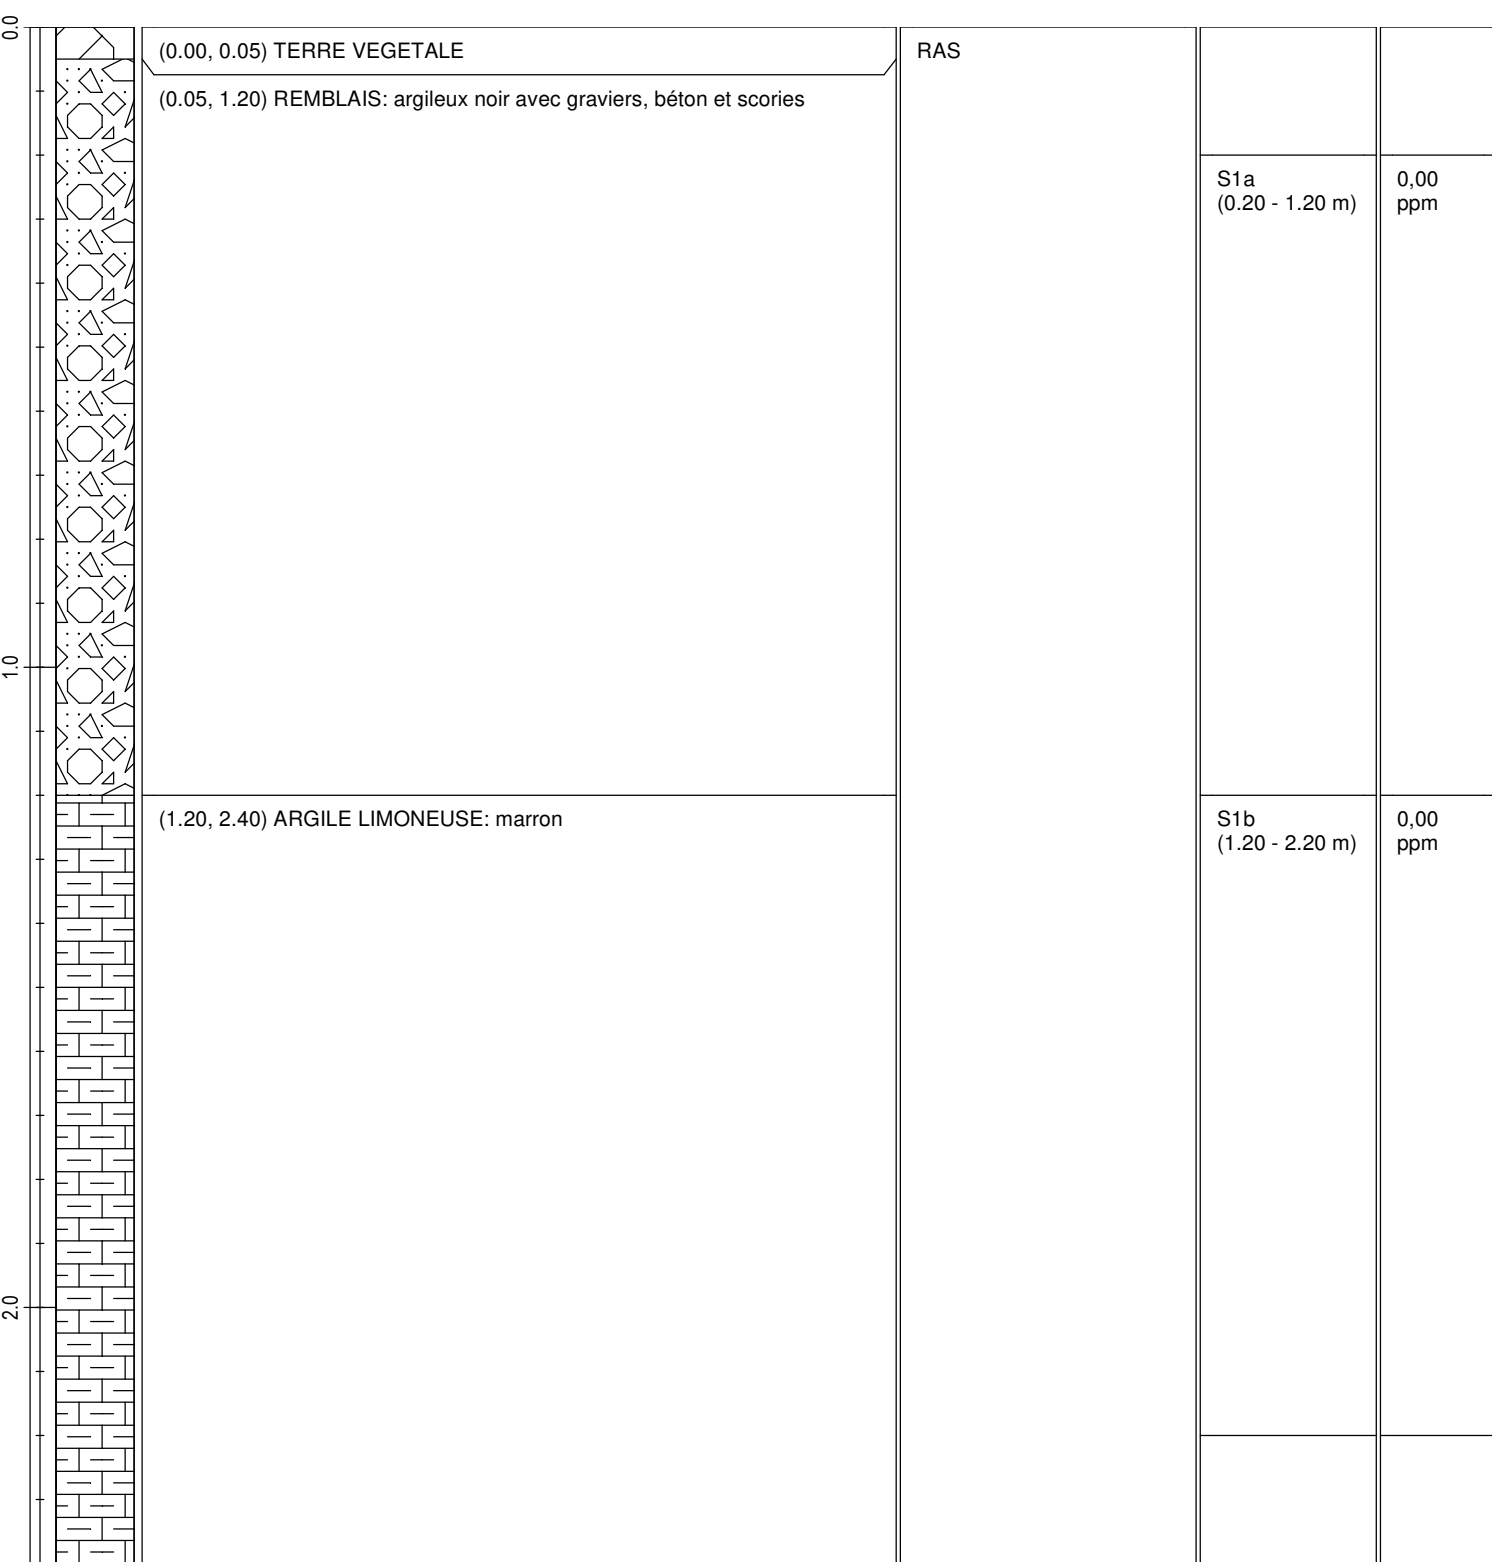 0.0
(0.00, 0.05) TERRE VEGETALE
RAS
(0.05, 1.20) REMBLAIS: argileux noir avec graviers, béton et scories
S1a
(0.20 - 1.20 m)
0,00
ppm
1.0
(1.20, 2.40) ARGILE LIMONEUSE: marron
S1b
(1.20 - 2.20 m)
0,00
ppm
2.0